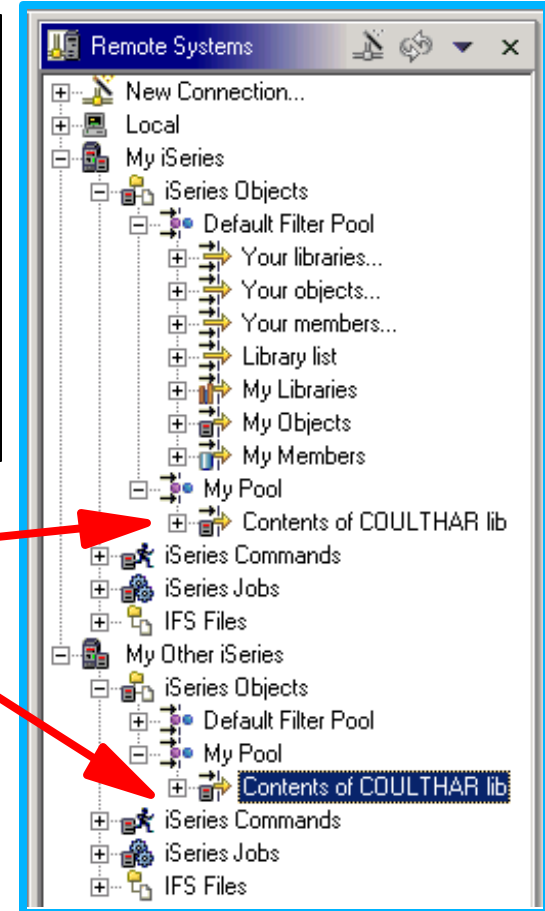 Remote Systems
New Connection...
Local
My iSeries
iSeries Objects
Default Filter Pool
Your libraries...
Your objects...
Your members...
Library list
My Libraries
My Objects
My Members
My Pool
Contents of COULTHAR lib
iSeries Commands
iSeries Jobs
IFS Files
My Other iSeries
iSeries Objects
Default Filter Pool
My Pool
Contents of COULTHAR lib
iSeries Commands
iSeries Jobs
IFS Files